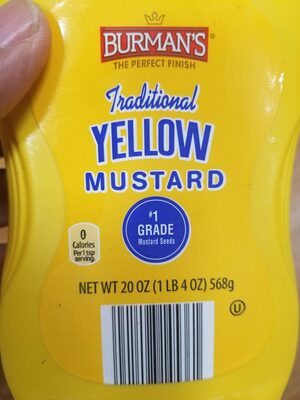 BURMAN'S®
THE PERFECT FINISH
Traditional
YELLOW
MUSTARD
#1
GRADE
Mustard Seeds
0
Calories
Per 1 tsp
serving.
NET WT 20 OZ (1 LB 4 OZ) 568g
U